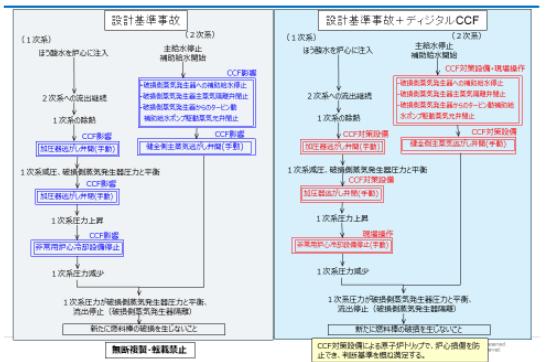 設計基準事故
(１次系)
(２次系)
ほう酸水を炉心に注入
主給水停止
補助給水開始
CCF影響
・破損側蒸気発生器への補助給水停止
・破損側蒸気発生器主蒸気隔離弁閉止
・破損側蒸気発生器からのタービン動
補助給水ポンプ駆動蒸気元弁閉止
２次系への流出継続
１次系の除熱
CCF影響
CCF影響
加圧器逃がし弁開(手動)
健全側主蒸気逃がし弁開(手動)
１次系減圧、破損側蒸気発生器圧力と平衡
CCF影響
加圧器逃がし弁閉(手動)
１次系圧力上昇
CCF影響
非常用炉心冷却設備停止(手動)
１次系圧力減少
１次系圧力が破損側蒸気発生器圧力と平衡、
流出停止（破損側蒸気発生器隔離）
新たに燃料棒の破損を生じないこと
無断複製・転載禁止
設計基準事故＋ディジタルCCF
(１次系)
(２次系)
ほう酸水を炉心に注入
主給水停止
補助給水開始
CCF対策設備・現場操作
・破損側蒸気発生器への補助給水停止
・破損側蒸気発生器主蒸気隔離弁閉止
・破損側蒸気発生器からのタービン動補助給
水ポンプ駆動蒸気元弁閉止
２次系への流出継続
１次系の除熱
CCF対策設備
CCF対策設備
加圧器逃がし弁開(手動)
健全側主蒸気逃がし弁開(手動)
１次系減圧、破損側蒸気発生器圧力と平衡
CCF対策設備
加圧器逃がし弁閉(手動)
１次系圧力上昇
現場操作
非常用炉心冷却設備停止(手動)
１次系圧力減少
１次系圧力が破損側蒸気発生器圧力と平衡、
流出停止（破損側蒸気発生器隔離）
新たに燃料棒の破損を生じないこと
CCF対策設備による原子炉トリップで、炉心損傷を防
止でき、判断基準を概ね満足する。